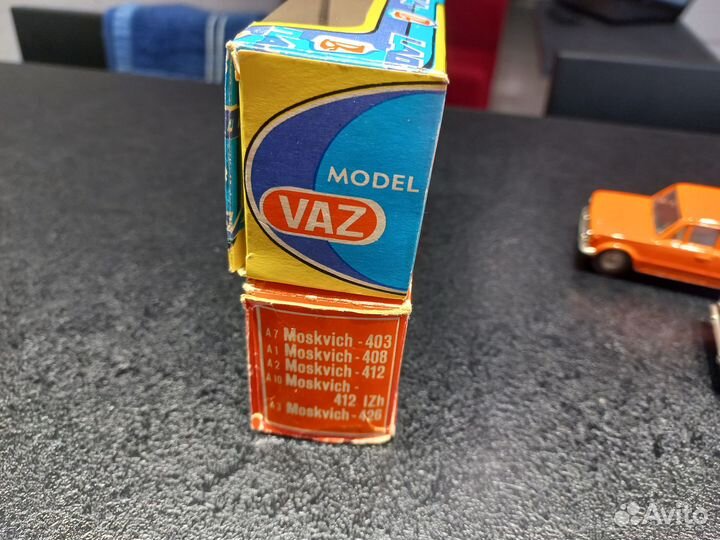 MODEL
VAZ
A7 Moskvich - 403
A1 Moskvich - 408
A2 Moskvich - 412
A10 Moskvich -
412 IZh
A3 Moskvich - 426
Avito